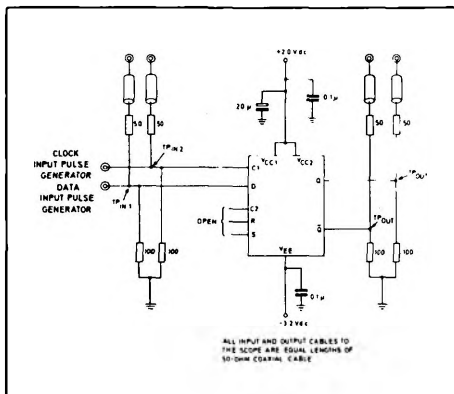 +2.0 Vdc
20 µ
0.1 µ
50
50
50
50
TP IN 2
CLOCK
INPUT PULSE
GENERATOR
DATA
INPUT PULSE
GENERATOR
TP IN 1
VCC1
VCC2
C1
D
C2
R
S
OPEN
Q
Q̅
VEE
TP OUT
TP OUT
100
100
100
100
0.1 µ
-3.2 Vdc
ALL INPUT AND OUTPUT CABLES TO
THE SCOPE ARE EQUAL LENGTHS OF
50-OHM COAXIAL CABLE